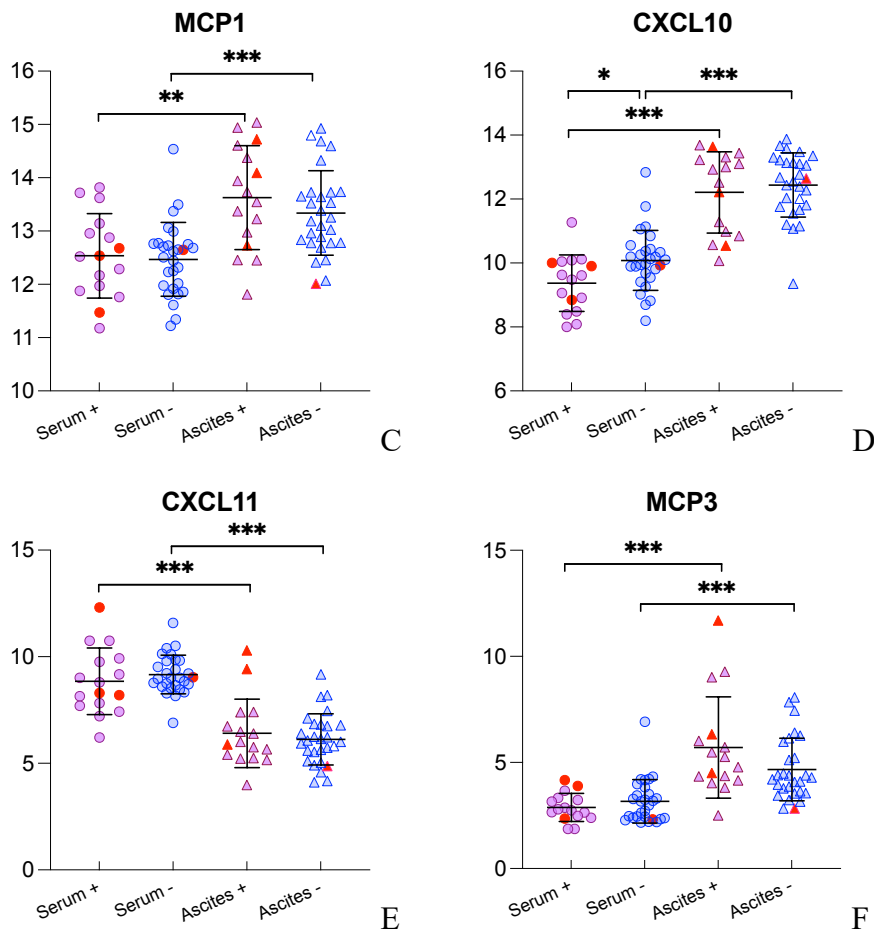 MCP1
16
15
14
13
12
11
10
**
***
Serum +
Serum -
Ascites +
Ascites -
C
CXCL10
16
14
12
10
8
6
*
***
***
Serum +
Serum -
Ascites +
Ascites -
D
CXCL11
15
10
5
0
***
***
Serum +
Serum -
Ascites +
Ascites -
E
MCP3
15
10
5
0
***
***
Serum +
Serum -
Ascites +
Ascites -
F